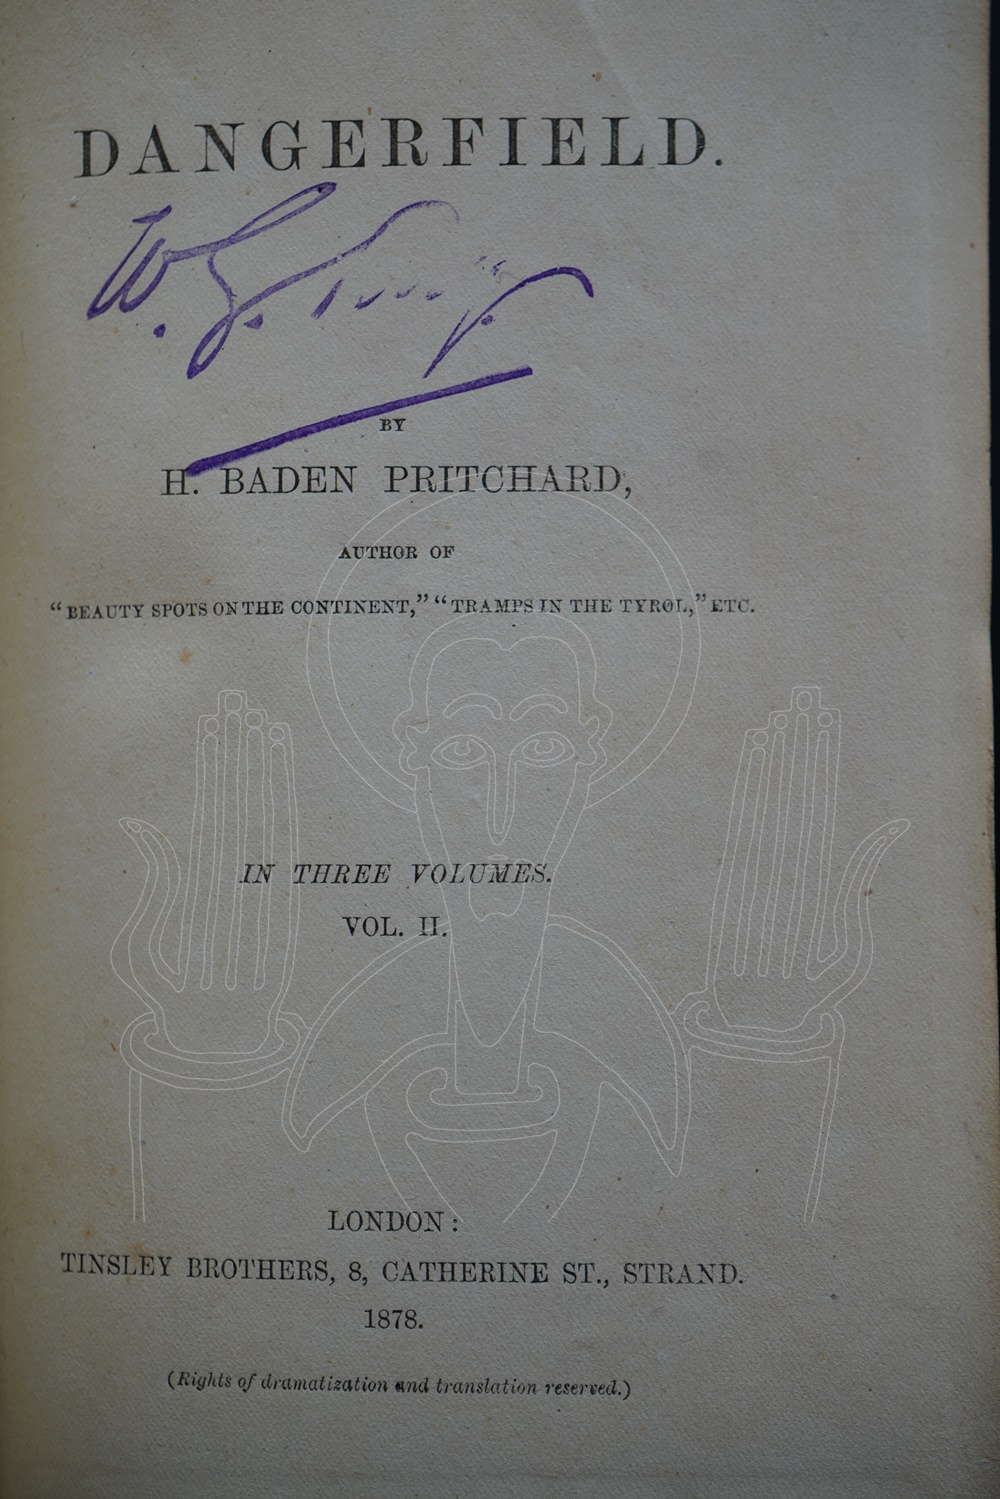 DANGERFIELD.
W. G.
BY
H. BADEN PRITCHARD,
AUTHOR OF
“BEAUTY SPOTS ON THE CONTINENT,” “TRAMPS IN THE TYROL,” ETC.
IN THREE VOLUMES.
VOL. II.
LONDON:
TINSLEY BROTHERS, 8, CATHERINE ST., STRAND.
1878.
(Rights of dramatization and translation reserved.)